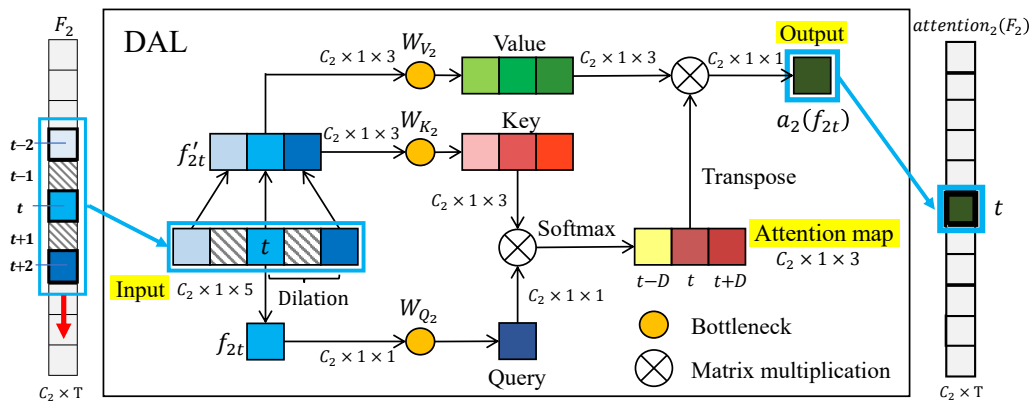 F₂
t−2
t−1
t
t+1
t+2
C₂ × T
DAL
C₂ × 1 × 3
W_{V₂}
Value
C₂ × 1 × 3
C₂ × 1 × 1
Output
a₂(f₂ₜ)
f′₂ₜ
C₂ × 1 × 3
W_{K₂}
Key
C₂ × 1 × 3
Transpose
t
Input
C₂ × 1 × 5
Dilation
Softmax
Attention map
C₂ × 1 × 3
t−D
t
t+D
C₂ × 1 × 1
f₂ₜ
C₂ × 1 × 1
W_{Q₂}
Query
Bottleneck
Matrix multiplication
attention₂(F₂)
t
C₂ × T